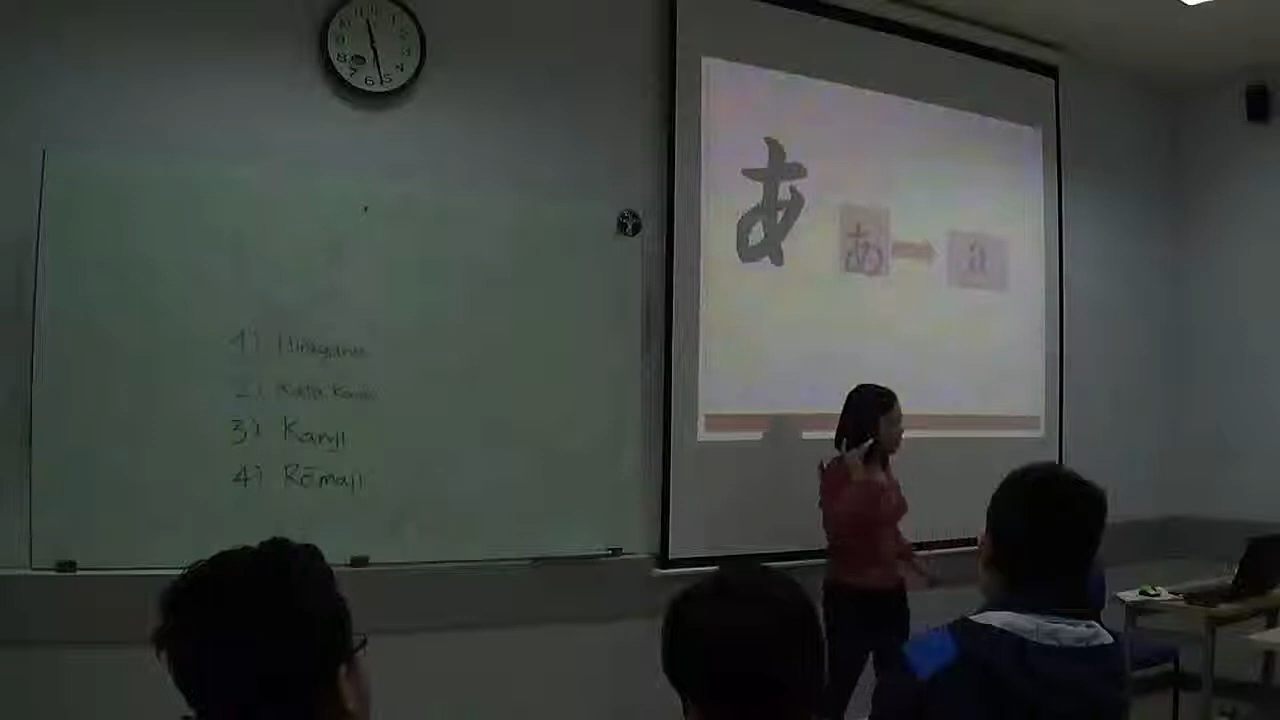 1) Hiragana
2) Kata kana
3) Kanji
4) Rōmaji
あ
あ a